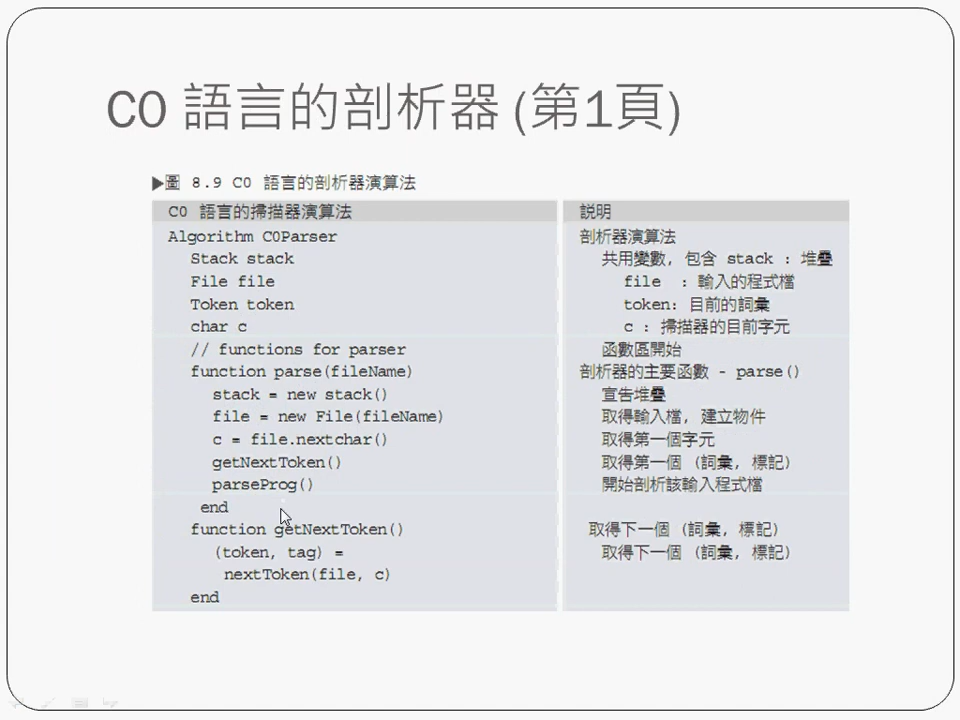 C0 語言的剖析器 (第1頁)
▶圖 8.9 C0 語言的剖析器演算法
C0 語言的掃描器演算法 說明
Algorithm C0Parser 剖析器演算法
Stack stack 共用變數, 包含 stack : 堆疊
File file file : 輸入的程式檔
Token token token: 目前的詞彙
char c c : 掃描器的目前字元
// functions for parser 函數區開始
function parse(fileName) 剖析器的主要函數 - parse()
stack = new stack() 宣告堆疊
file = new File(fileName) 取得輸入檔, 建立物件
c = file.nextchar() 取得第一個字元
getNextToken() 取得第一個 (詞彙, 標記)
parseProg() 開始剖析該輸入程式檔
end
function getNextToken() 取得下一個 (詞彙, 標記)
(token, tag) = 取得下一個 (詞彙, 標記)
nextToken(file, c)
end